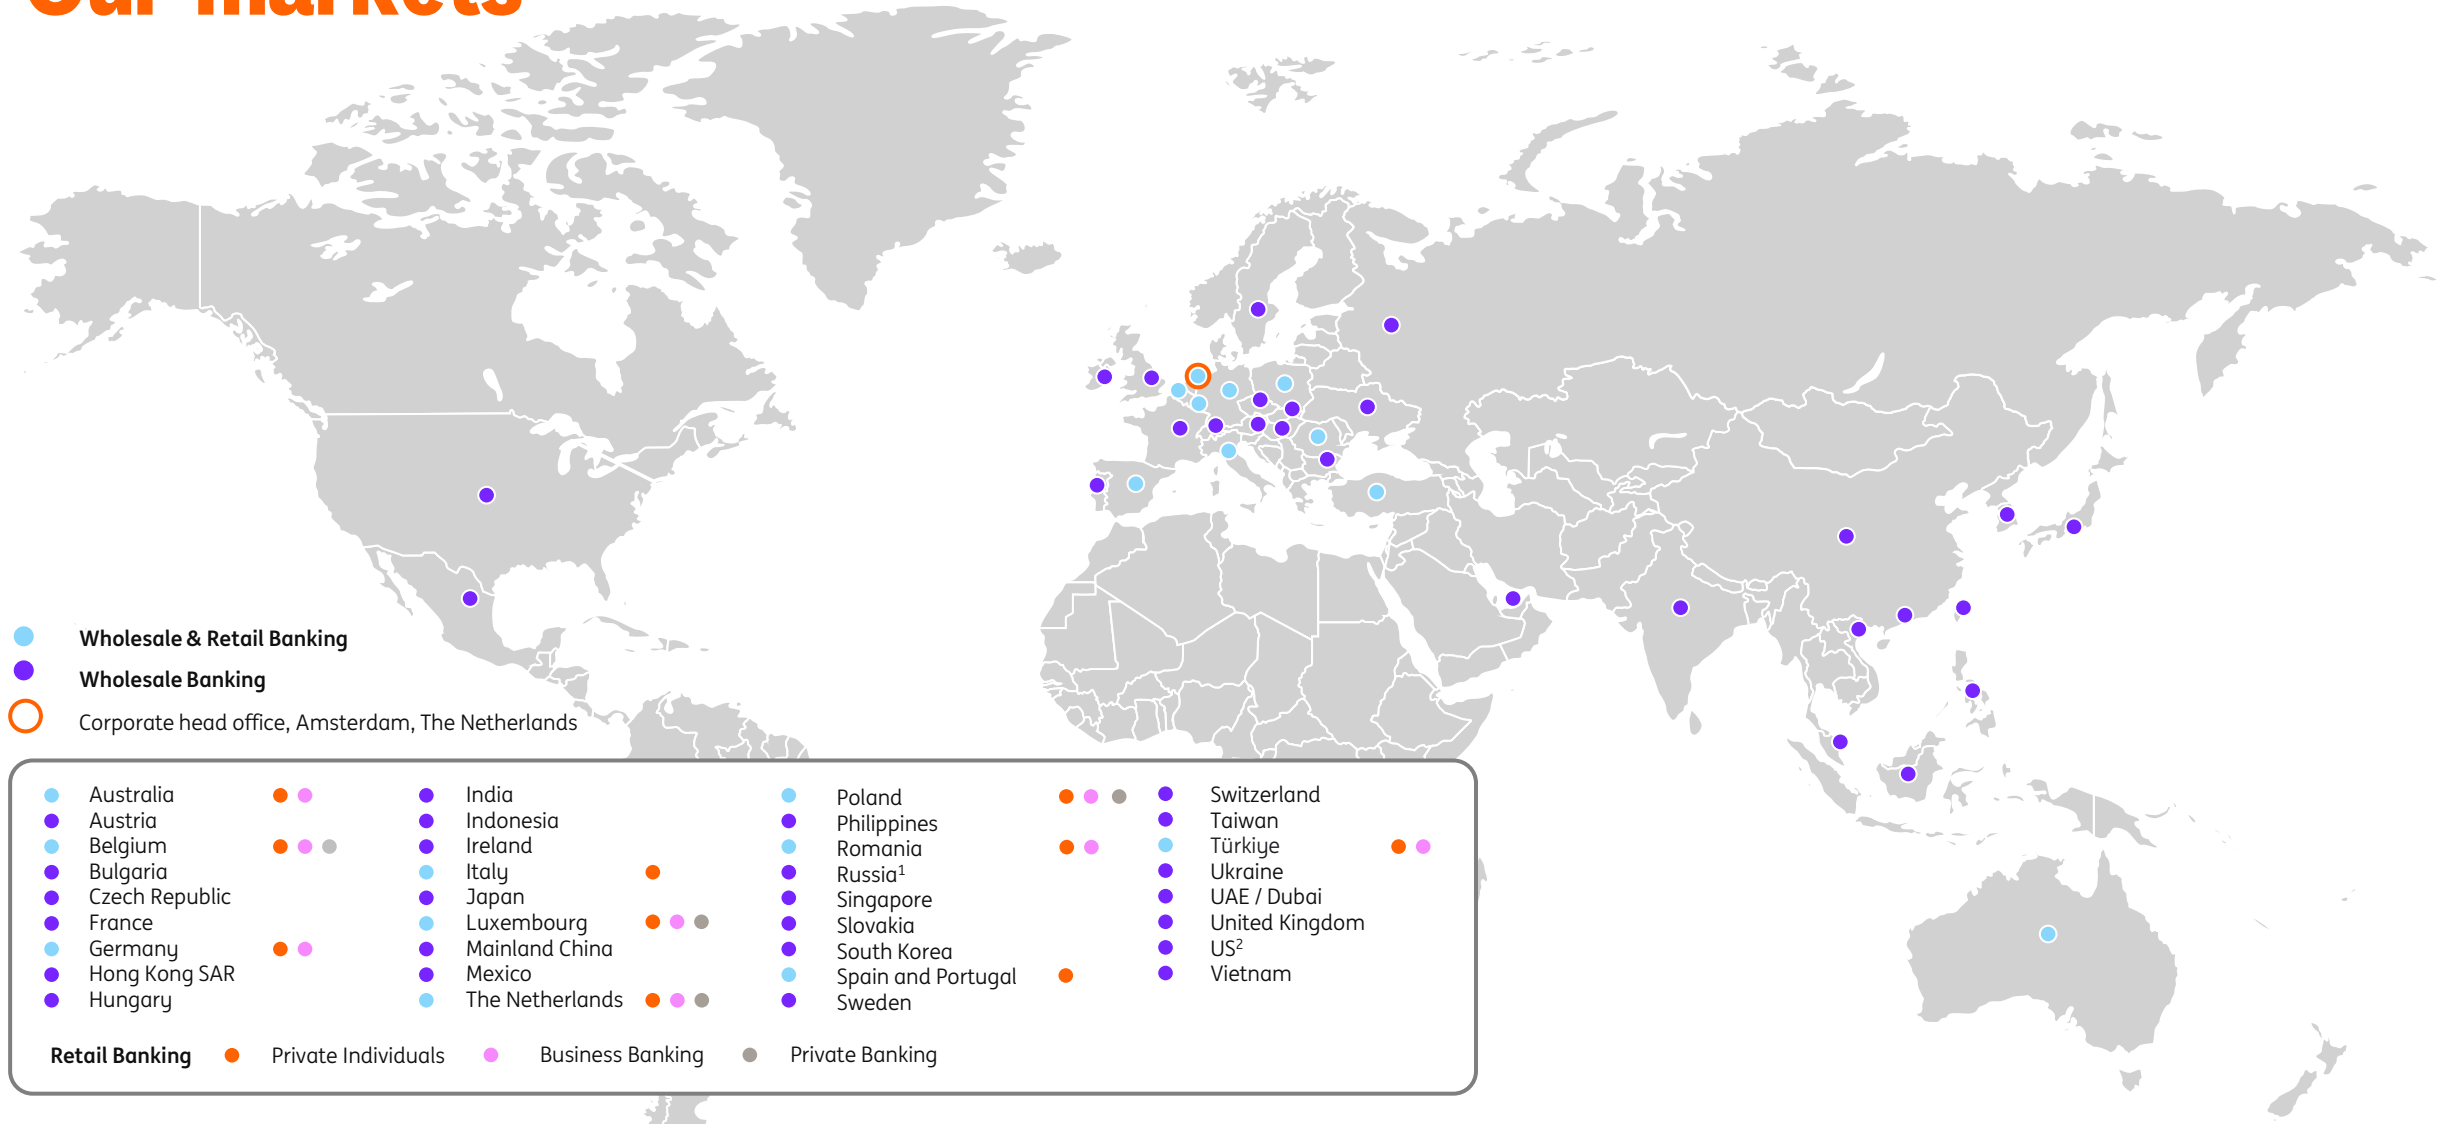 Our markets
Wholesale & Retail Banking
Wholesale Banking
Corporate head office, Amsterdam, The Netherlands
Australia
Austria
Belgium
Bulgaria
Czech Republic
France
Germany
Hong Kong SAR
Hungary
India
Indonesia
Ireland
Italy
Japan
Luxembourg
Mainland China
Mexico
The Netherlands
Poland
Philippines
Romania
Russia¹
Singapore
Slovakia
South Korea
Spain and Portugal
Sweden
Switzerland
Taiwan
Türkiye
Ukraine
UAE / Dubai
United Kingdom
US²
Vietnam
Retail Banking Private Individuals Business Banking Private Banking